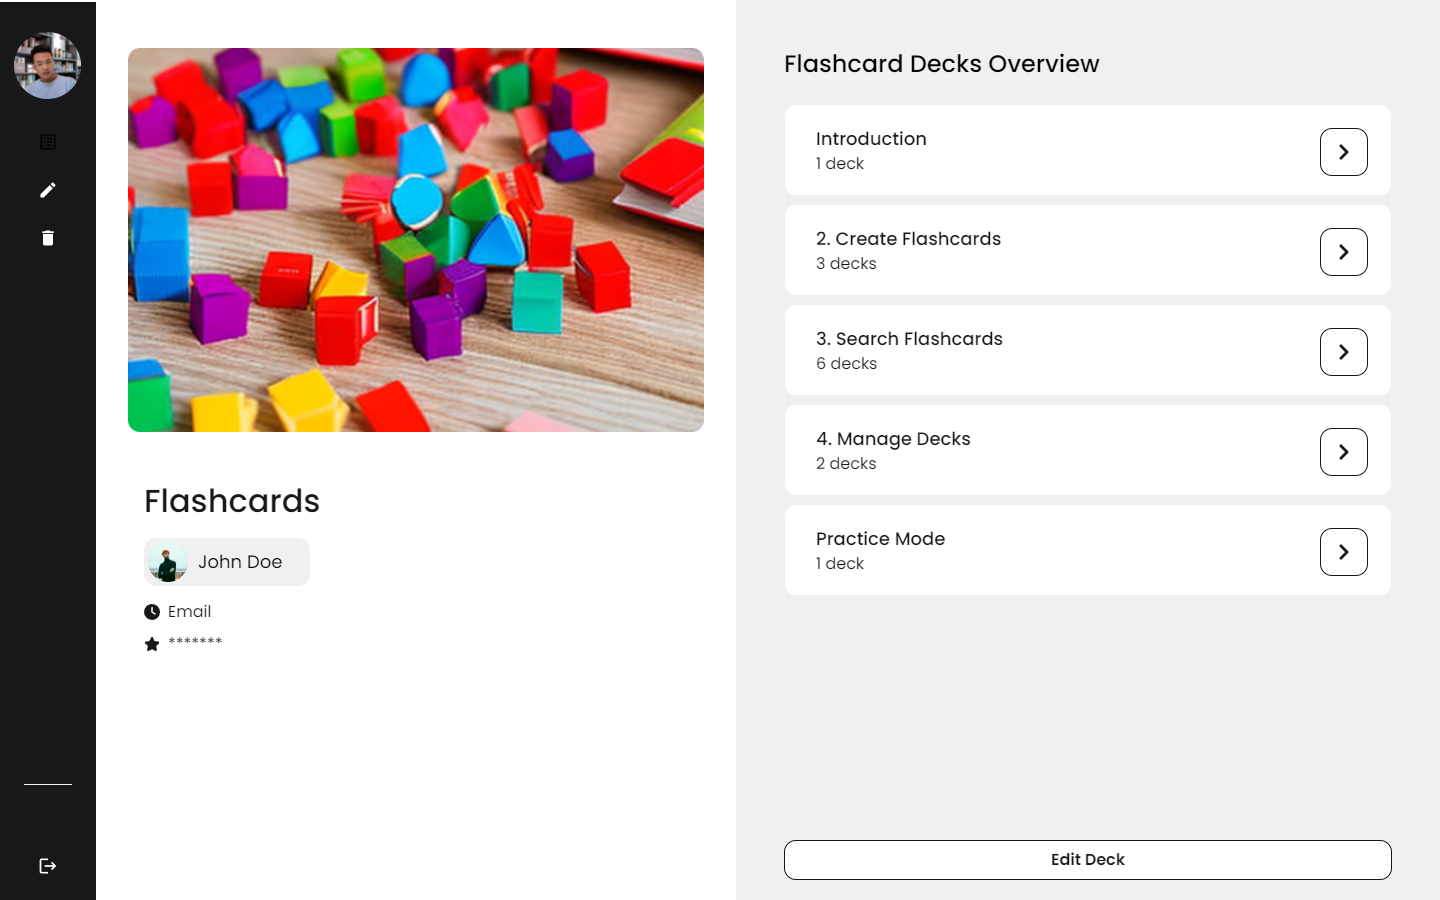 Flashcards
John Doe
Email
*******
Flashcard Decks Overview
Introduction
1 deck
2. Create Flashcards
3 decks
3. Search Flashcards
6 decks
4. Manage Decks
2 decks
Practice Mode
1 deck
Edit Deck